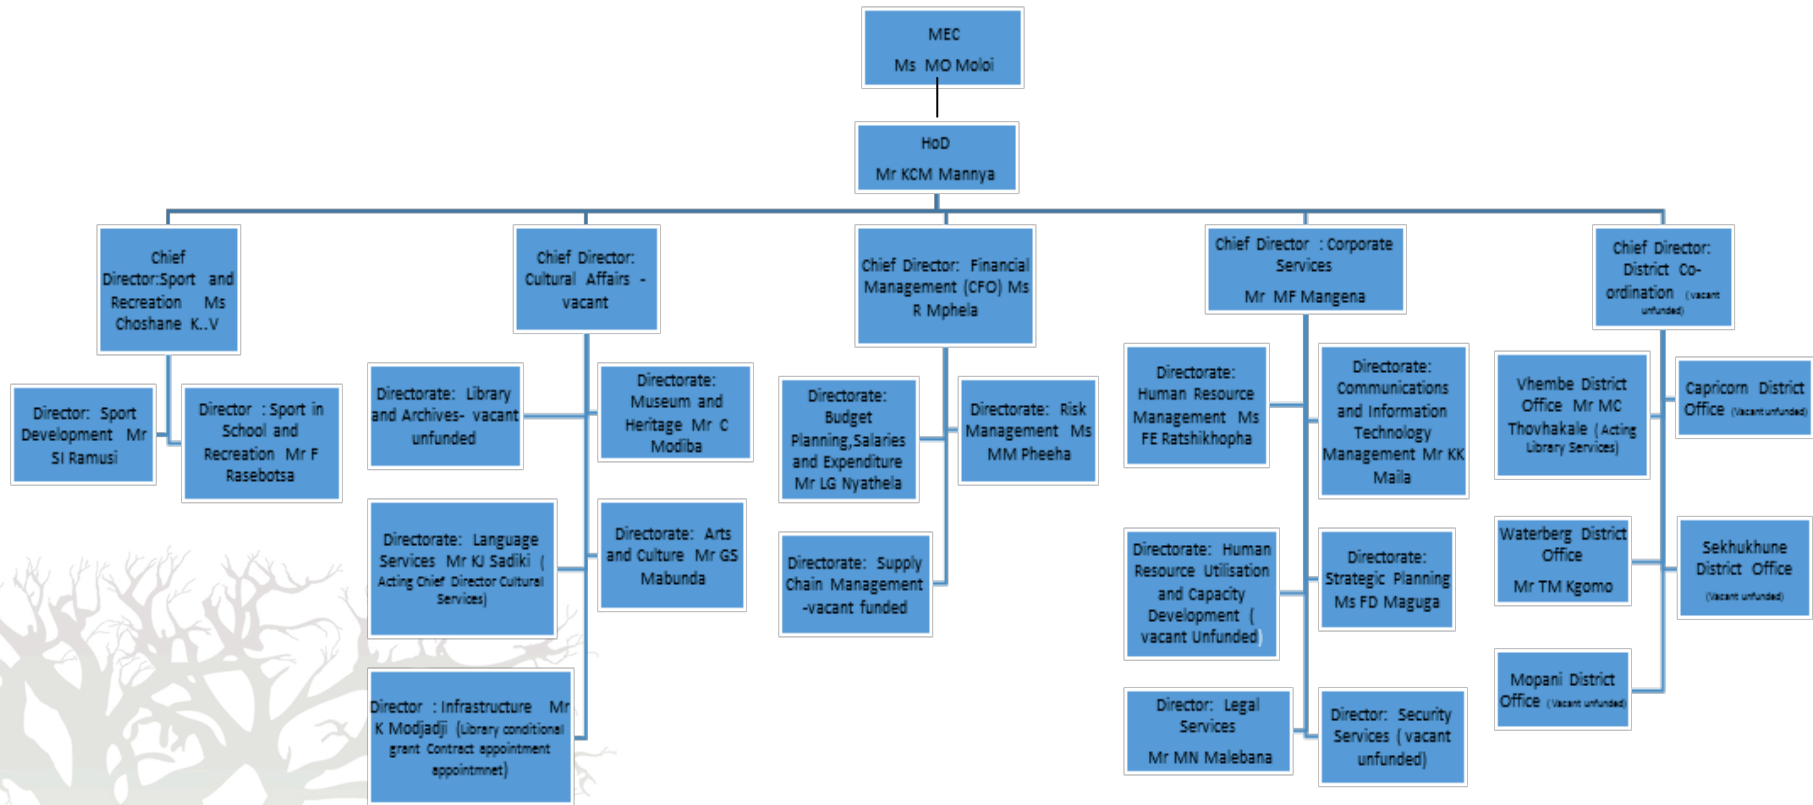 MEC
Ms MO Moloi
HoD
Mr KCM Mannya
Chief
Director:Sport and
Recreation Ms
Choshane K..V
Chief Director:
Cultural Affairs -
vacant
Chief Director: Financial
Management (CFO) Ms
R Mphela
Chief Director : Corporate
Services
Mr MF Mangena
Chief Director:
District Co-
ordination (vacant
unfunded)
Director: Sport
Development Mr
SI Ramusi
Director : Sport in
School and
Recreation Mr F
Rasebotsa
Directorate: Library
and Archives- vacant
unfunded
Directorate:
Museum and
Heritage Mr C
Modiba
Directorate: Language
Services Mr KJ Sadiki (
Acting Chief Director Cultural
Services)
Directorate: Arts
and Culture Mr GS
Mabunda
Director : Infrastructure Mr
K Modjadji (Library conditional
grant Contract appointment
appointmnet)
Directorate:
Budget
Planning,Salaries
and Expenditure
Mr LG Nyathela
Directorate: Risk
Management Ms
MM Pheeha
Directorate: Supply
Chain Management
-vacant funded
Directorate:
Human Resource
Management Ms
FE Ratshikhopha
Directorate:
Communications
and Information
Technology
Management Mr KK
Maila
Directorate: Human
Resource Utilisation
and Capacity
Development (
vacant Unfunded)
Directorate:
Strategic Planning
Ms FD Maguga
Director: Legal
Services
Mr MN Malebana
Director: Security
Services ( vacant
unfunded)
Vhembe District
Office Mr MC
Thovhakale ( Acting
Library Services)
Capricorn District
Office (Vacant unfunded)
Waterberg District
Office
Mr TM Kgomo
Sekhukhune
District Office
(Vacant unfunded)
Mopani District
Office ( Vacant unfunded)